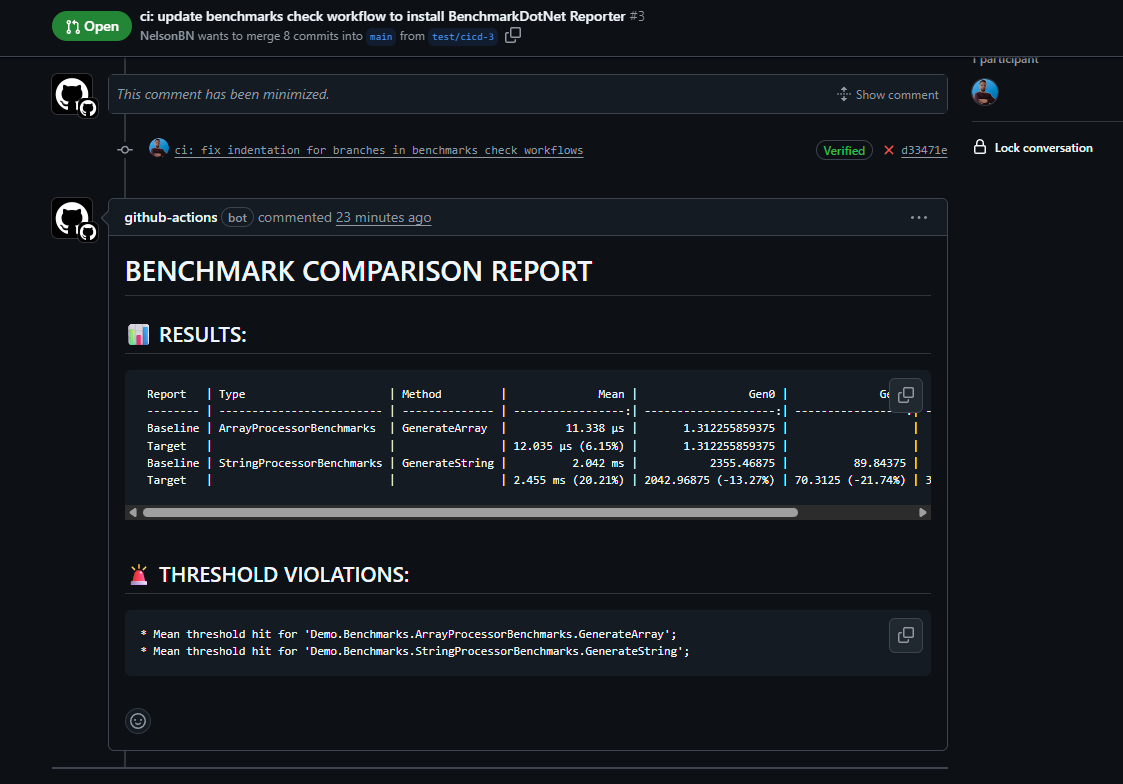 Open
ci: update benchmarks check workflow to install BenchmarkDotNet Reporter #3
NelsonBN wants to merge 8 commits into main from test/cicd-3
1 participant
This comment has been minimized.
Show comment
ci: fix indentation for branches in benchmarks check workflows
Verified
d33471e
Lock conversation
github-actions bot commented 23 minutes ago
BENCHMARK COMPARISON REPORT
📊 RESULTS:
Report | Type | Method | Mean | Gen0 | Ge
-------- | ------------------------- | -------------- | -----------------:| --------------------:| -----------------:| -
Baseline | ArrayProcessorBenchmarks | GenerateArray | 11.338 μs | 1.312255859375 | |
Target | | | 12.035 μs (6.15%) | 1.312255859375 | |
Baseline | StringProcessorBenchmarks | GenerateString | 2.042 ms | 2355.46875 | 89.84375 |
Target | | | 2.455 ms (20.21%) | 2042.96875 (-13.27%) | 70.3125 (-21.74%) | 3
🚨 THRESHOLD VIOLATIONS:
* Mean threshold hit for 'Demo.Benchmarks.ArrayProcessorBenchmarks.GenerateArray';
* Mean threshold hit for 'Demo.Benchmarks.StringProcessorBenchmarks.GenerateString';